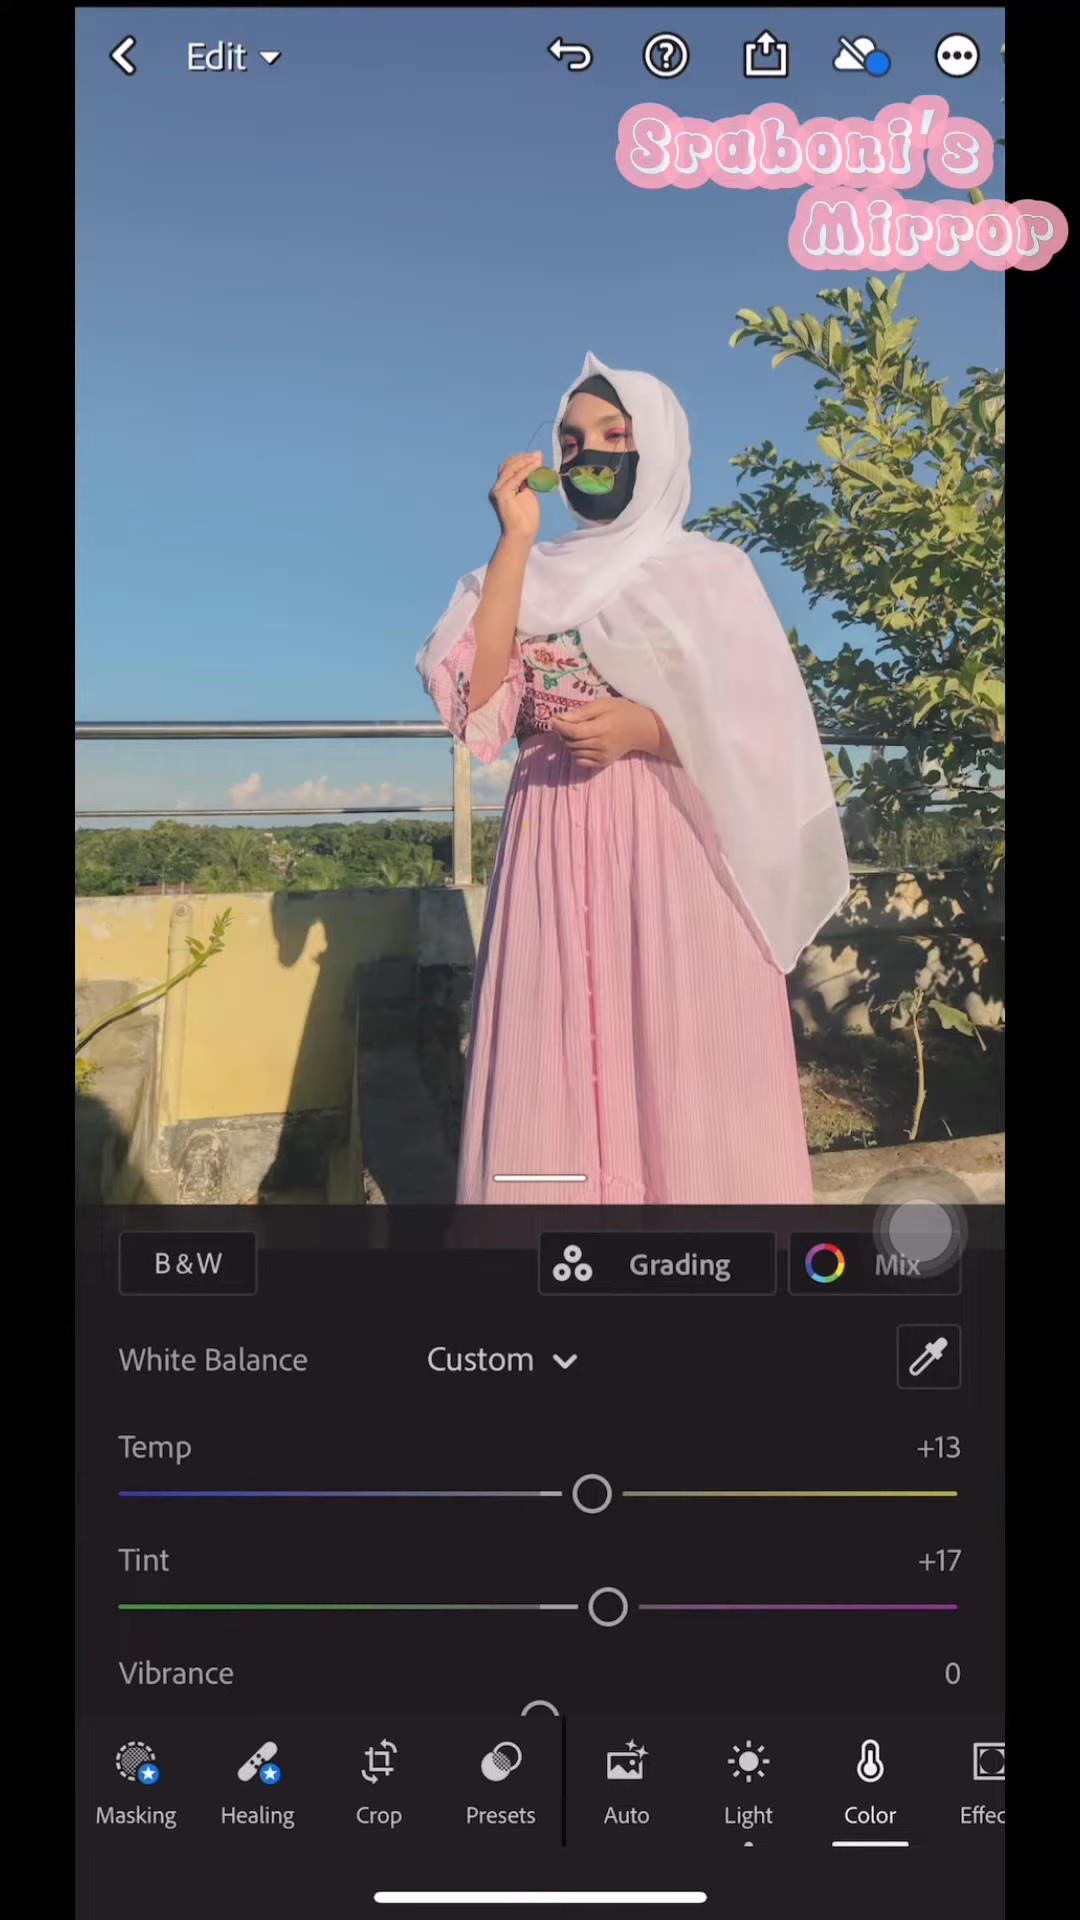 Edit
Sraboni's
Mirror
B&W
Grading
Mix
White Balance
Custom
Temp
+13
Tint
+17
Vibrance
0
Masking
Healing
Crop
Presets
Auto
Light
Color
Effec